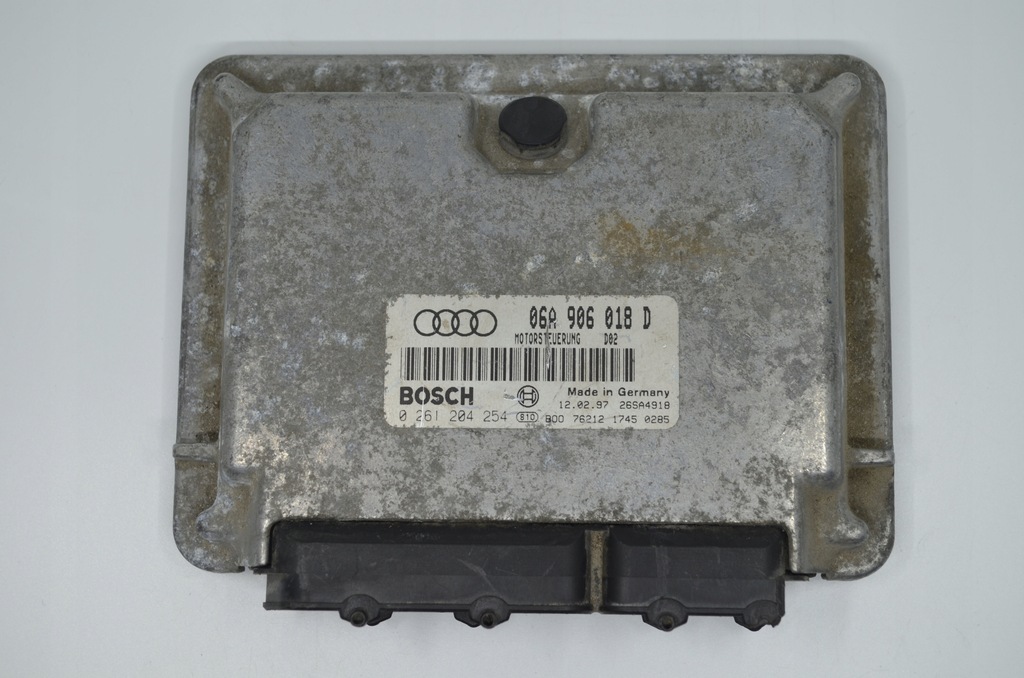 06A 906 018 D
MOTORSTEUERUNG D02
BOSCH Made in Germany
12.02.97 26SA4918
0 261 204 254 810 B00 76212 1745 0285